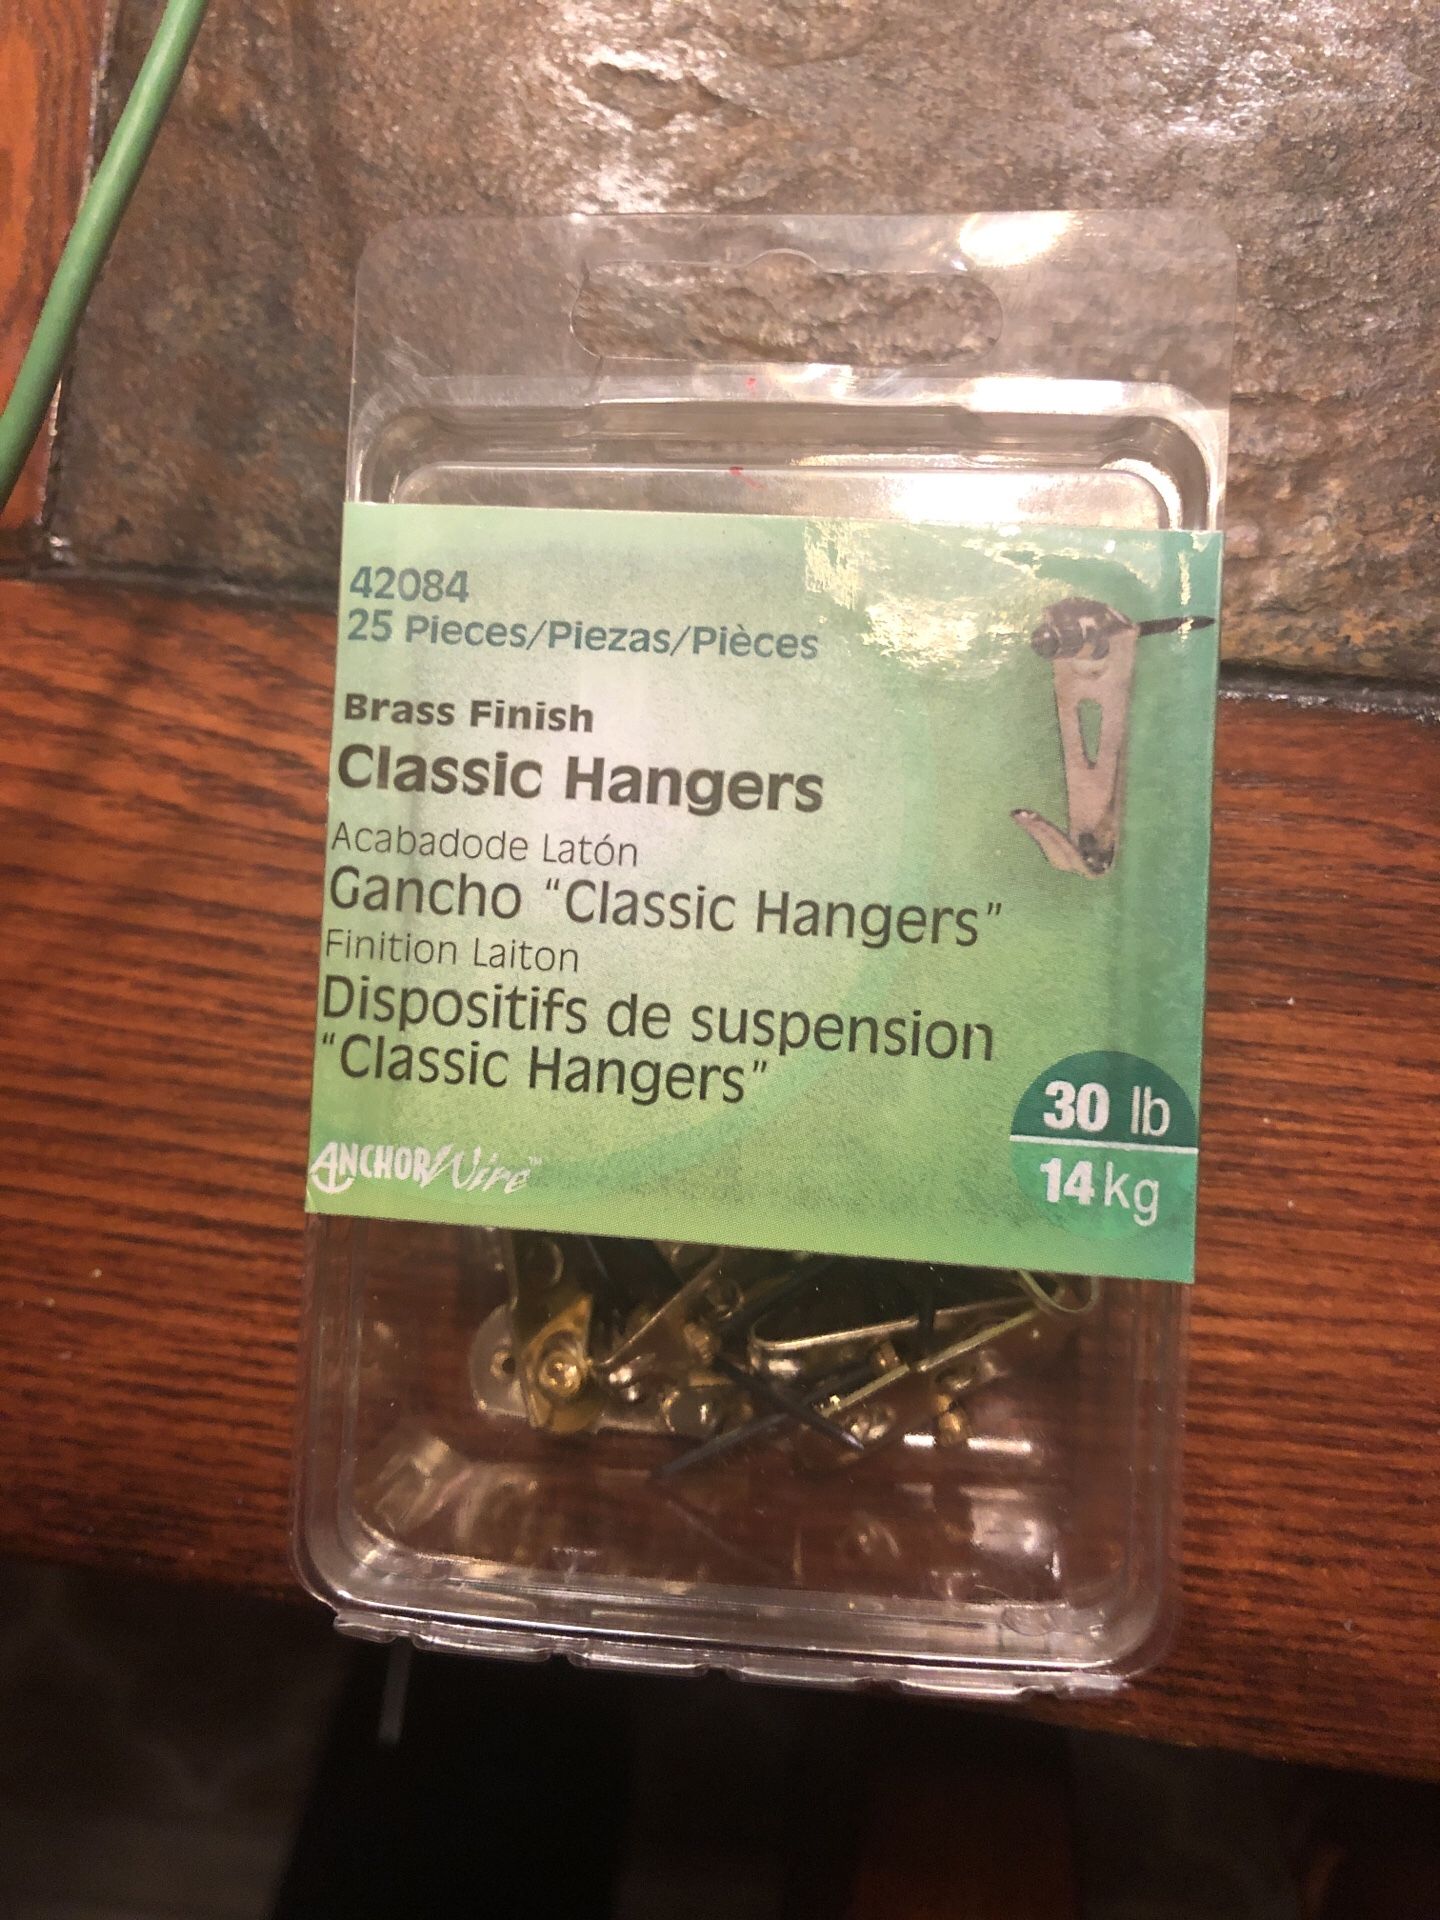 42084
25 Pieces/Piezas/Pièces
Brass Finish
Classic Hangers
Acabadode Latón
Gancho “Classic Hangers”
Finition Laiton
Dispositifs de suspension
“Classic Hangers”
30 lb
14 kg
ANCHOR Wire™